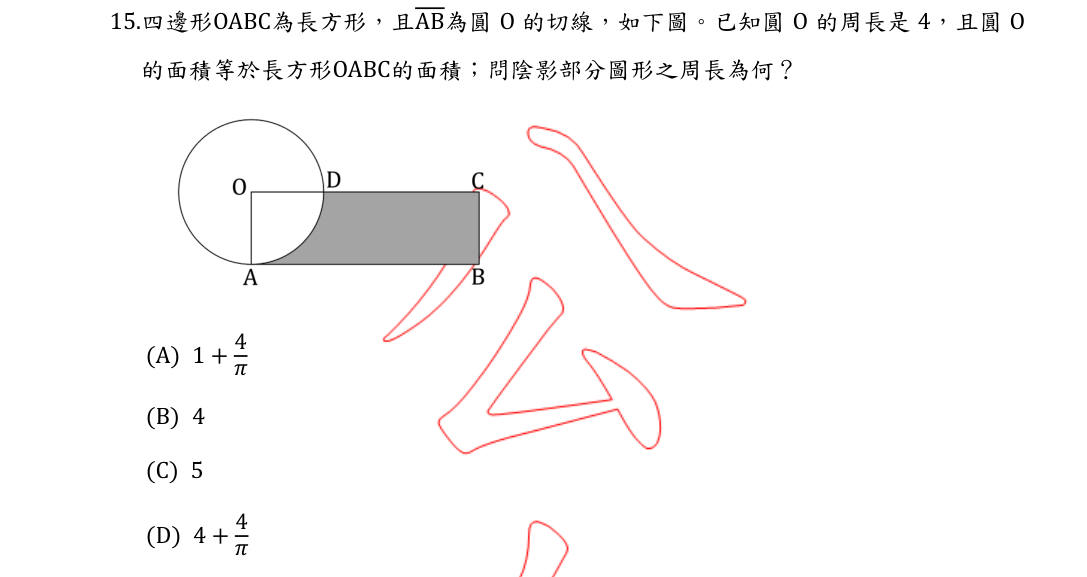 15.四邊形OABC為長方形，且AB為圓 O 的切線，如下圖。已知圓 O 的周長是 4，且圓 O
的面積等於長方形OABC的面積；問陰影部分圖形之周長為何？
O
D
C
A
B
(A) 1 + 4/π
(B) 4
(C) 5
(D) 4 + 4/π
公